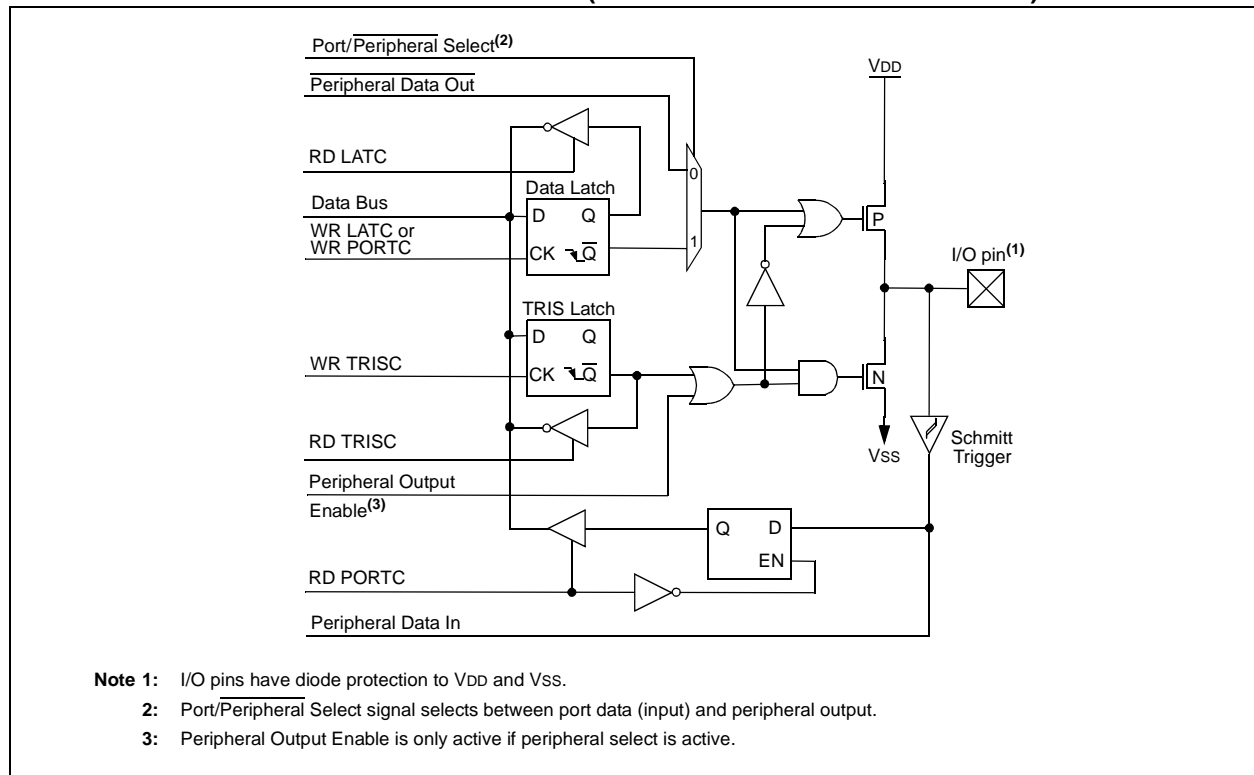 Port/Peripheral Select(2)
Peripheral Data Out
VDD
RD LATC
0
Data Latch
Data Bus
D Q
WR LATC or
WR PORTC
CK Q
1
P
I/O pin(1)
TRIS Latch
D Q
WR TRISC
CK Q
N
RD TRISC
VSS
Schmitt
Trigger
Peripheral Output
Enable(3)
Q D
EN
RD PORTC
Peripheral Data In
Note 1: I/O pins have diode protection to VDD and VSS.
2: Port/Peripheral Select signal selects between port data (input) and peripheral output.
3: Peripheral Output Enable is only active if peripheral select is active.